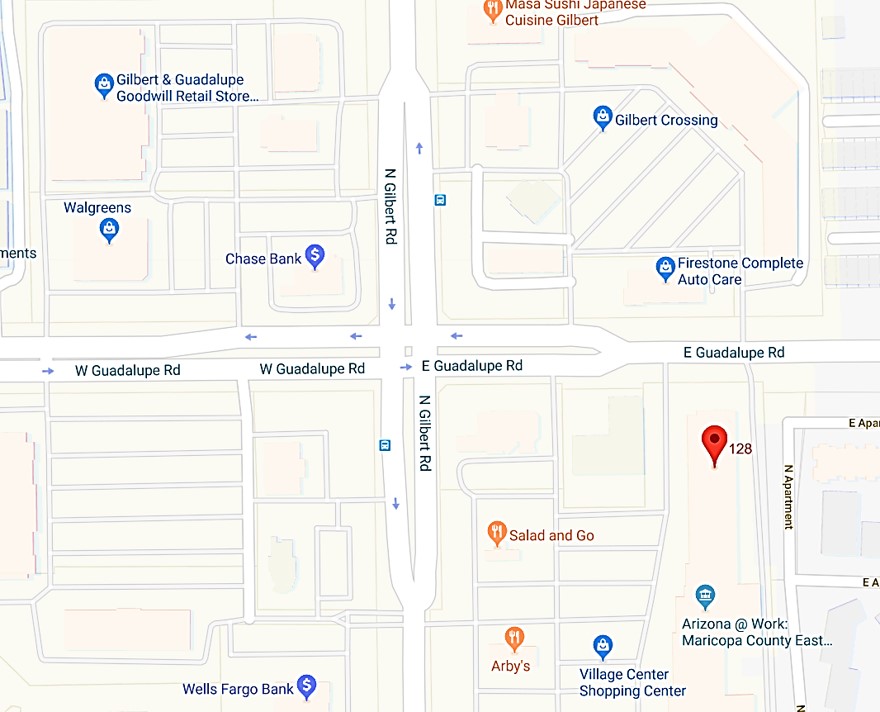 Masa Sushi Japanese
Cuisine Gilbert
Gilbert & Guadalupe
Goodwill Retail Store...
Gilbert Crossing
N Gilbert Rd
Walgreens
ments
Chase Bank
Firestone Complete
Auto Care
E Guadalupe Rd
W Guadalupe Rd
W Guadalupe Rd
E Guadalupe Rd
N Gilbert Rd
E Apar
128
N Apartment
Salad and Go
E A
Arizona @ Work:
Maricopa County East...
Arby's
Village Center
Shopping Center
Wells Fargo Bank
N